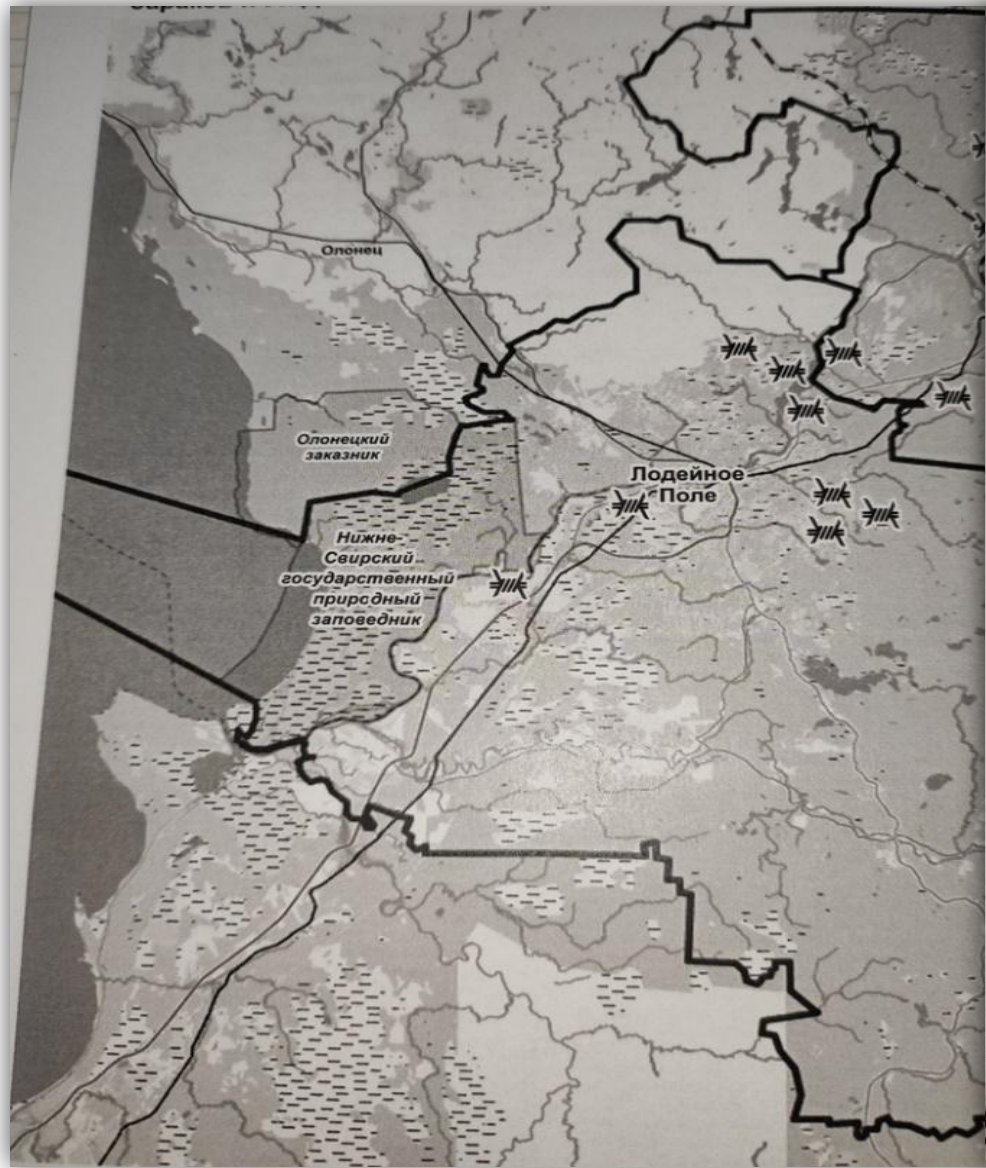 Олонец
Олонецкий
заказник
Лодейное
Поле
Нижне-
Свирский
государственный
природный
заповедник